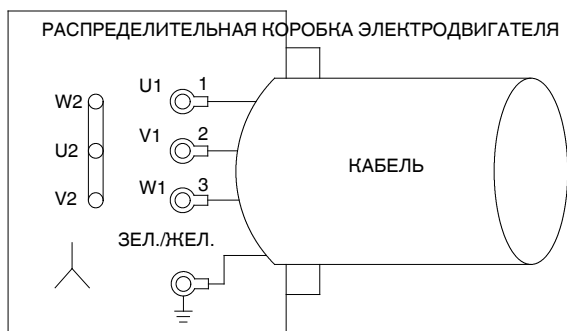 РАСПРЕДЕЛИТЕЛЬНАЯ КОРОБКА ЭЛЕКТРОДВИГАТЕЛЯ
U1 1
W2
V1 2
U2
КАБЕЛЬ
W1 3
V2
ЗЕЛ./ЖЕЛ.